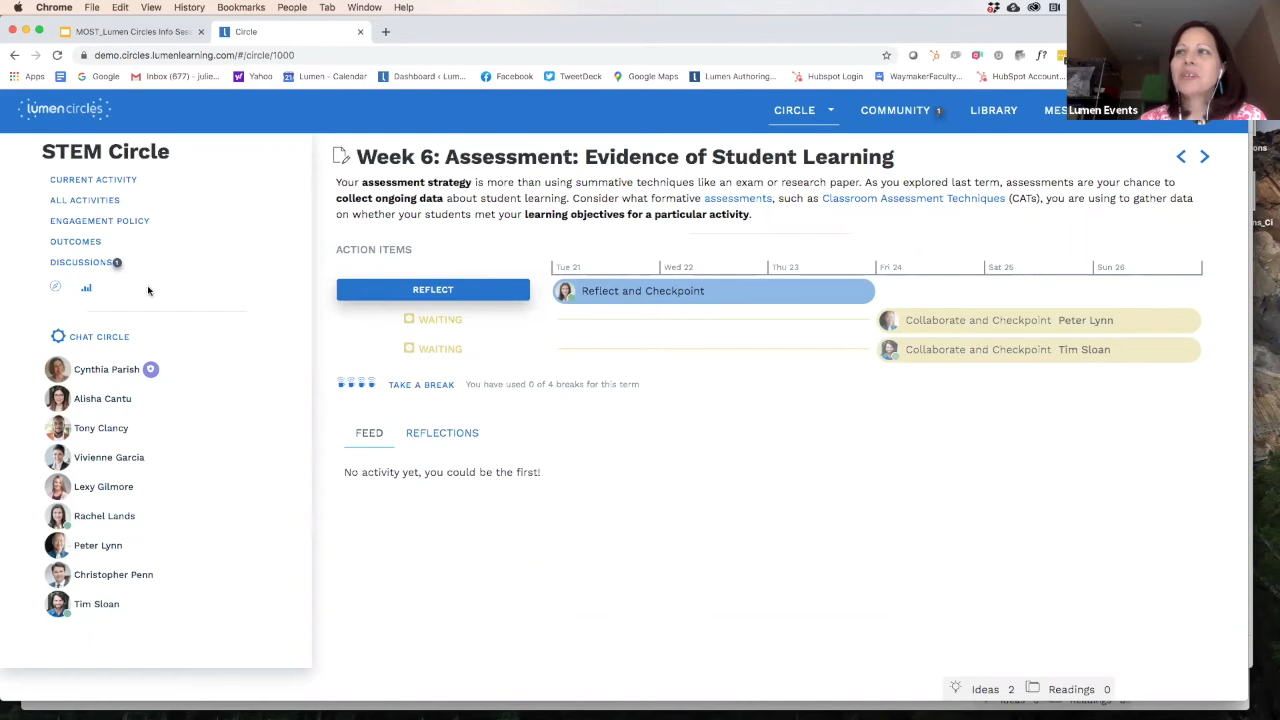 Chrome File Edit View History Bookmarks People Tab Window Help
MOST_Lumen Circles Info Sess
Circle
demo.circles.lumenlearning.com/#/circle/1000
Apps Google Inbox (677) - julie... Yahoo Lumen - Calendar Dashboard ‹ Lum... Facebook TweetDeck Google Maps Lumen Authoring... Hubspot Login WaymakerFaculty... HubSpot Account...
Lumen Events
lumen circles
CIRCLE COMMUNITY 1 LIBRARY MES
STEM Circle
CURRENT ACTIVITY
ALL ACTIVITIES
ENGAGEMENT POLICY
OUTCOMES
DISCUSSIONS 1
CHAT CIRCLE
Cynthia Parish
Alisha Cantu
Tony Clancy
Vivienne Garcia
Lexy Gilmore
Rachel Lands
Peter Lynn
Christopher Penn
Tim Sloan
Week 6: Assessment: Evidence of Student Learning
Your assessment strategy is more than using summative techniques like an exam or research paper. As you explored last term, assessments are your chance to
collect ongoing data about student learning. Consider what formative assessments, such as Classroom Assessment Techniques (CATs), you are using to gather data
on whether your students met your learning objectives for a particular activity.
ACTION ITEMS
Tue 21 Wed 22 Thu 23 Fri 24 Sat 25 Sun 26
REFLECT Reflect and Checkpoint
WAITING Collaborate and Checkpoint Peter Lynn
WAITING Collaborate and Checkpoint Tim Sloan
TAKE A BREAK You have used 0 of 4 breaks for this term
FEED REFLECTIONS
No activity yet, you could be the first!
Ideas 2 Readings 0
ons
ns_Ci